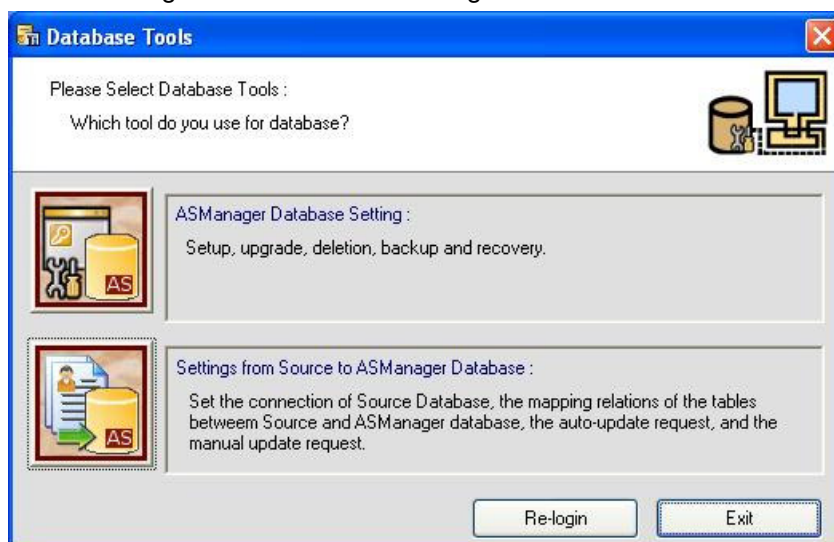 Database Tools
Please Select Database Tools :
Which tool do you use for database?
ASManager Database Setting :
Setup, upgrade, deletion, backup and recovery.
AS
Settings from Source to ASManager Database :
Set the connection of Source Database, the mapping relations of the tables
betweem Source and ASManager database, the auto-update request, and the
manual update request.
AS
Re-login
Exit